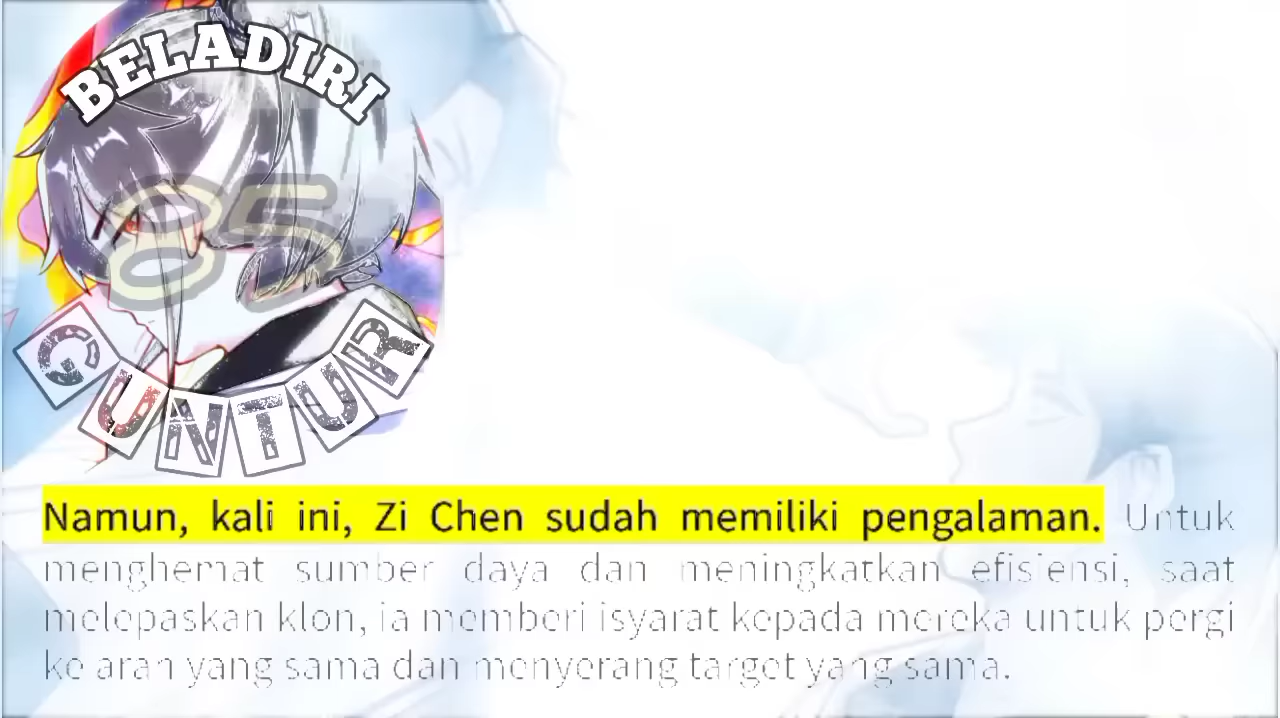 BELADIRI
85
GUNTUR
Namun, kali ini, Zi Chen sudah memiliki pengalaman. Untuk
menghemat sumber daya dan meningkatkan efisiensi, saat
melepaskan klon, ia memberi isyarat kepada mereka untuk pergi
ke arah yang sama dan menyerang target yang sama.